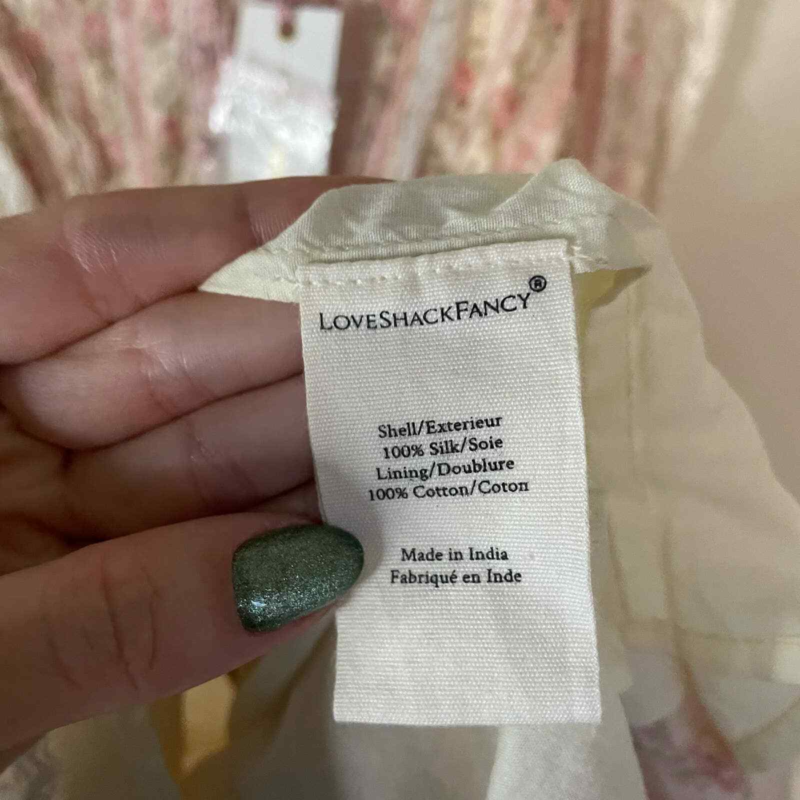 LOVESHACKFANCY®
Shell/Exterieur
100% Silk/Soie
Lining/Doublure
100% Cotton/Coton
Made in India
Fabriqué en Inde